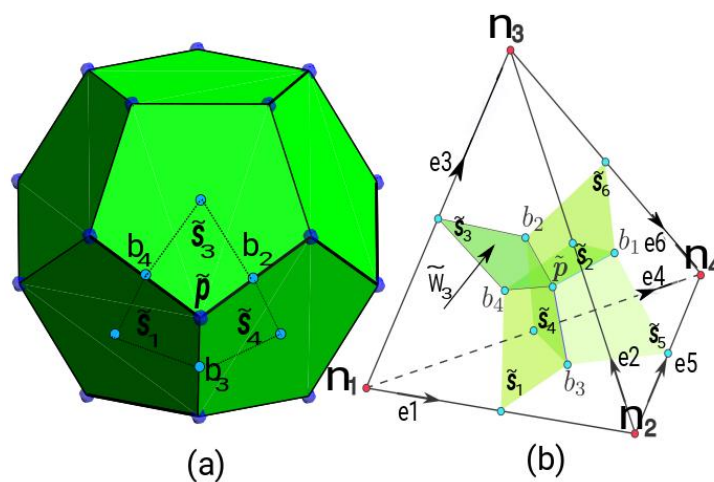 s̃₃
b₄
b₂
p̃
s̃₁
s̃₄
b₃
(a)
n₃
e3
s̃₆
s̃₃
b₂
s̃₂
b₁
e6
W̃₃
p̃
n₄
b₄
e4
s̃₄
s̃₅
n₁
b₃
e2
e5
s̃₁
e1
n₂
(b)